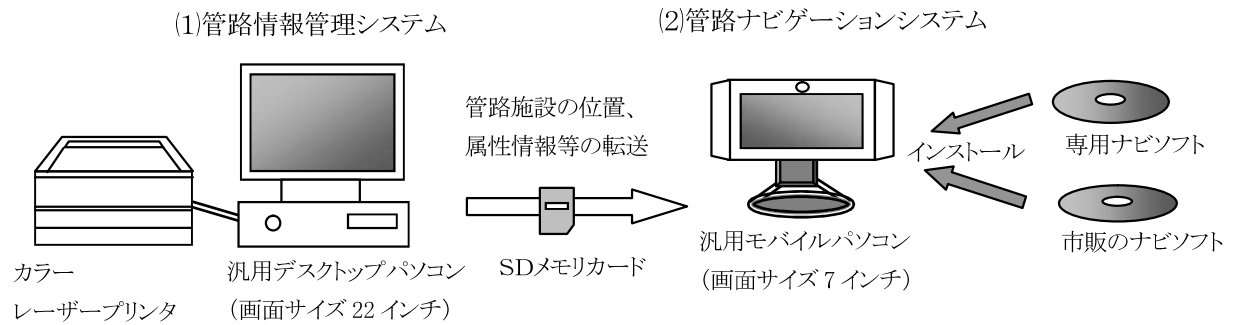 (1)管路情報管理システム
(2)管路ナビゲーションシステム
管路施設の位置、
属性情報等の転送
インストール
専用ナビソフト
市販のナビソフト
カラー
レーザープリンタ
汎用デスクトップパソコン
（画面サイズ 22 インチ）
SDメモリカード
汎用モバイルパソコン
（画面サイズ 7 インチ）